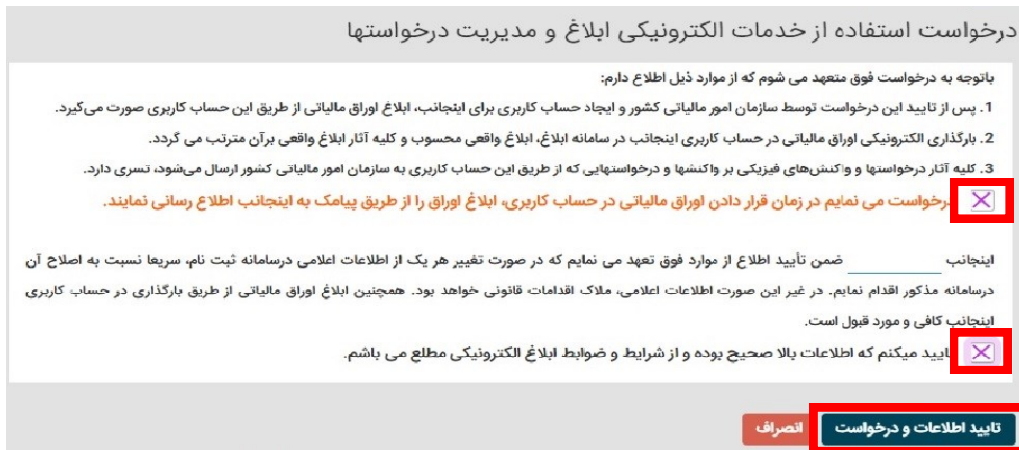 درخواست استفاده از خدمات الکترونیکی ابلاغ و مدیریت درخواستها
باتوجه به درخواست فوق متعهد می شوم که از موارد ذیل اطلاع دارم:
1. پس از تایید این درخواست توسط سازمان امور مالیاتی کشور و ایجاد حساب کاربری برای اینجانب، ابلاغ اوراق مالیاتی از طریق این حساب کاربری صورت می‌گیرد.
2. بارگذاری الکترونیکی اوراق مالیاتی در حساب کاربری اینجانب در سامانه ابلاغ، ابلاغ واقعی محسوب و کلیه آثار ابلاغ واقعی برآن مترتب می گردد.
3. کلیه آثار درخواستها و واکنش‌های فیزیکی بر واکنشها و درخواستهایی که از طریق این حساب کاربری به سازمان امور مالیاتی کشور ارسال می‌شود، تسری دارد.
درخواست می نمایم در زمان قرار دادن اوراق مالیاتی در حساب کاربری، ابلاغ اوراق را از طریق پیامک به اینجانب اطلاع رسانی نمایند.
اینجانب ضمن تأیید اطلاع از موارد فوق تعهد می نمایم که در صورت تغییر هر یک از اطلاعات اعلامی درسامانه ثبت نام، سریعا نسبت به اصلاح آن
درسامانه مذکور اقدام نمایم. در غیر این صورت اطلاعات اعلامی، ملاک اقدامات قانونی خواهد بود. همچنین ابلاغ اوراق مالیاتی از طریق بارگذاری در حساب کاربری
اینجانب کافی و مورد قبول است.
تایید میکنم که اطلاعات بالا صحیح بوده و از شرایط و ضوابط ابلاغ الکترونیکی مطلع می باشم.
تایید اطلاعات و درخواست انصراف